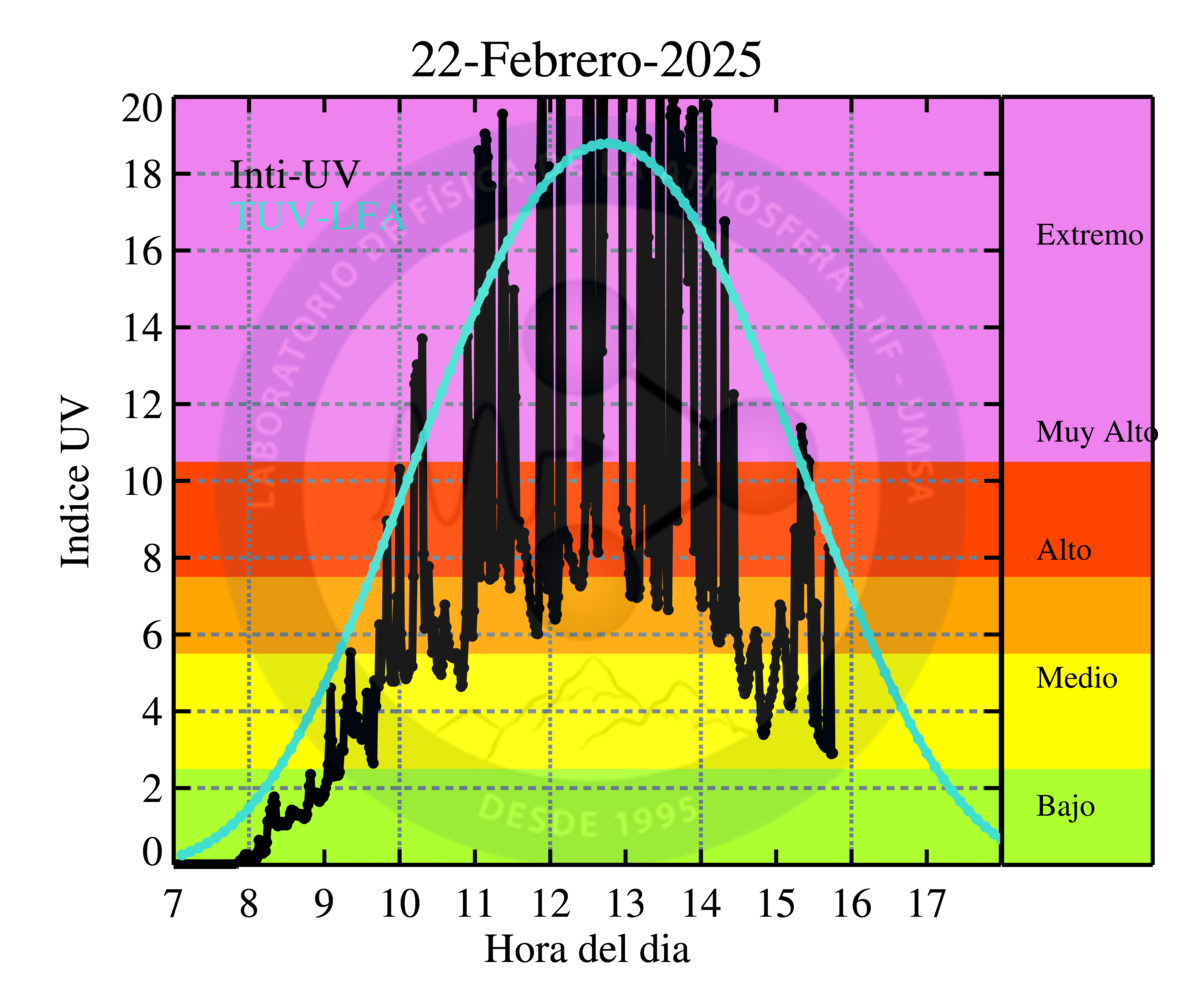 22-Febrero-2025
Indice UV
20
18
16
14
12
10
8
6
4
2
0
Inti-UV
TUV-LFA
LABORATORIO DE FÍSICA DE LA ATMÓSFERA - IIF - UMSA
DESDE 1995
Extremo
Muy Alto
Alto
Medio
Bajo
7 8 9 10 11 12 13 14 15 16 17
Hora del dia